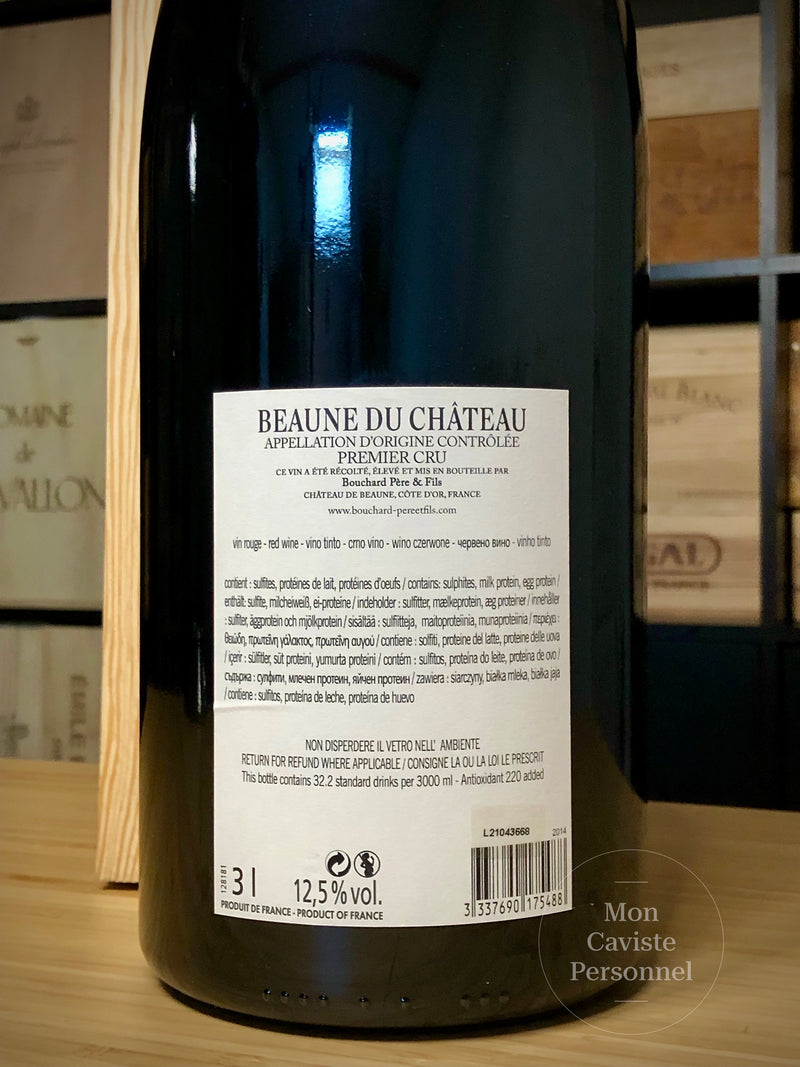 BEAUNE DU CHÂTEAU
APPELLATION D'ORIGINE CONTRÔLÉE
PREMIER CRU
CE VIN A ÉTÉ RÉCOLTÉ, ÉLEVÉ ET MIS EN BOUTEILLE PAR
Bouchard Père & Fils
CHÂTEAU DE BEAUNE, CÔTE D'OR, FRANCE
www.bouchard-pereetfils.com
vin rouge - red wine - vino tinto - crno vino - wino czerwone - червено вино - vinho tinto
contient : sulfites, protéines de lait, protéines d'oeufs / contains: sulphites, milk protein, egg protein /
enthält: sulfite, milcheiweiß, ei-proteine / indeholder : sulfitter, mælkeprotein, æg proteiner / innehåller
: sulfiter, äggprotein och mjölkprotein / sisältää : sulfiitteja, maitoproteiinia, munaproteiinia / περιέχει :
θειώδη, πρωτεΐνη γάλακτος, πρωτεΐνη αυγού / contiene : solfiti, proteine del latte, proteine delle uova
/ içerir : sülfitler, süt proteini, yumurta proteini / contém : sulfitos, proteína do leite, proteína de ovo /
съдържа : сулфити, млечен протеин, яйчен протеин / zawiera : siarczyny, białka mleka, białka jaja
/ contiene : sulfitos, proteína de leche, proteína de huevo
NON DISPERDERE IL VETRO NELL' AMBIENTE
RETURN FOR REFUND WHERE APPLICABLE / CONSIGNE LA OU LA LOI LE PRESCRIT
This bottle contains 32.2 standard drinks per 3000 ml - Antioxidant 220 added
L21043668 2014
128181
3 l 12,5 % vol.
3 337690 175488
PRODUIT DE FRANCE - PRODUCT OF FRANCE
Mon
Caviste
Personnel